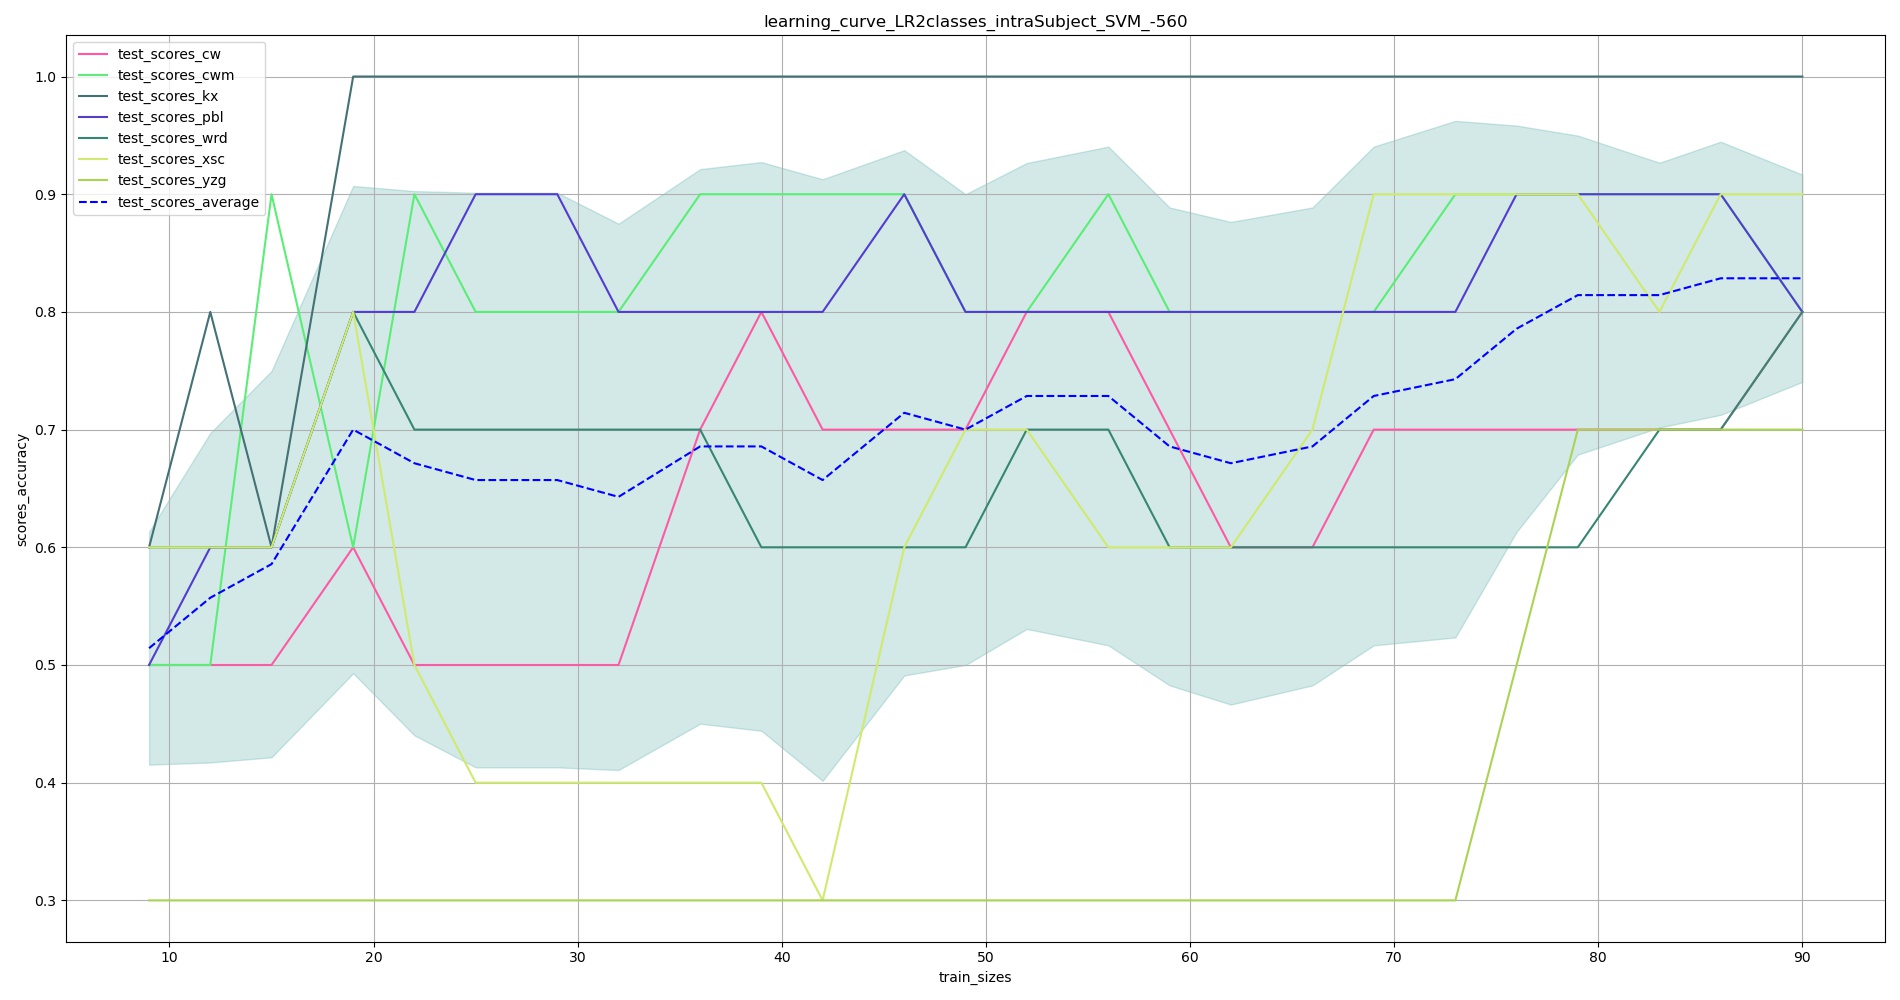 learning_curve_LR2classes_intraSubject_SVM_-560
test_scores_cw
test_scores_cwm
test_scores_kx
test_scores_pbl
test_scores_wrd
test_scores_xsc
test_scores_yzg
test_scores_average
1.0
0.9
0.8
0.7
0.6
0.5
0.4
0.3
scores_accuracy
10 20 30 40 50 60 70 80 90
train_sizes